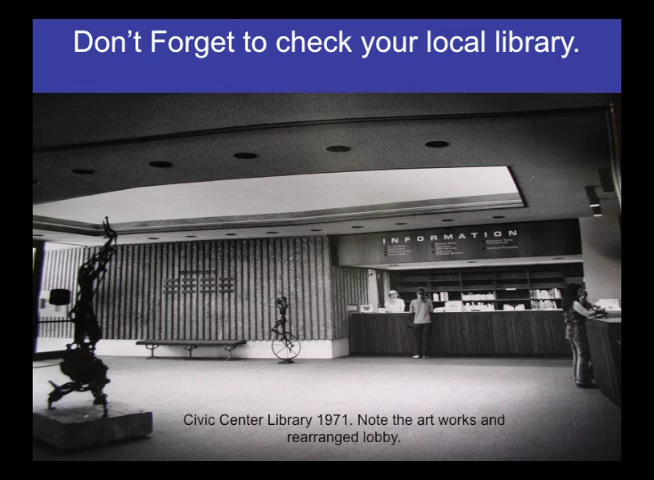 Don't Forget to check your local library.
INFORMATION
Civic Center Library 1971. Note the art works and
rearranged lobby.